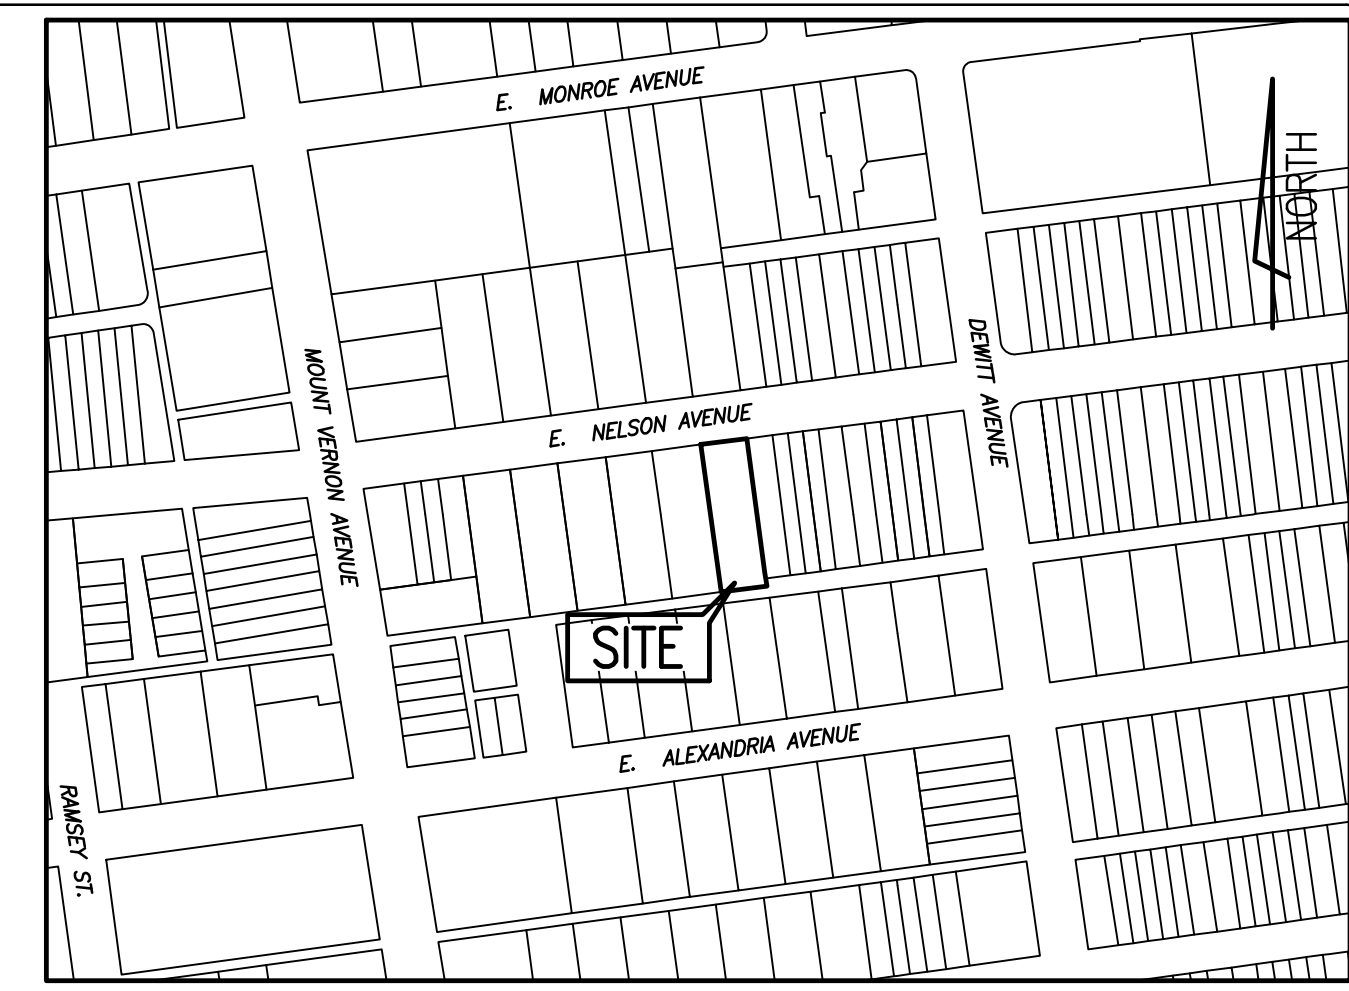 E. MONROE AVENUE
NORTH
MOUNT VERNON AVENUE
DEWITT AVENUE
E. NELSON AVENUE
SITE
E. ALEXANDRIA AVENUE
RAMSEY ST.